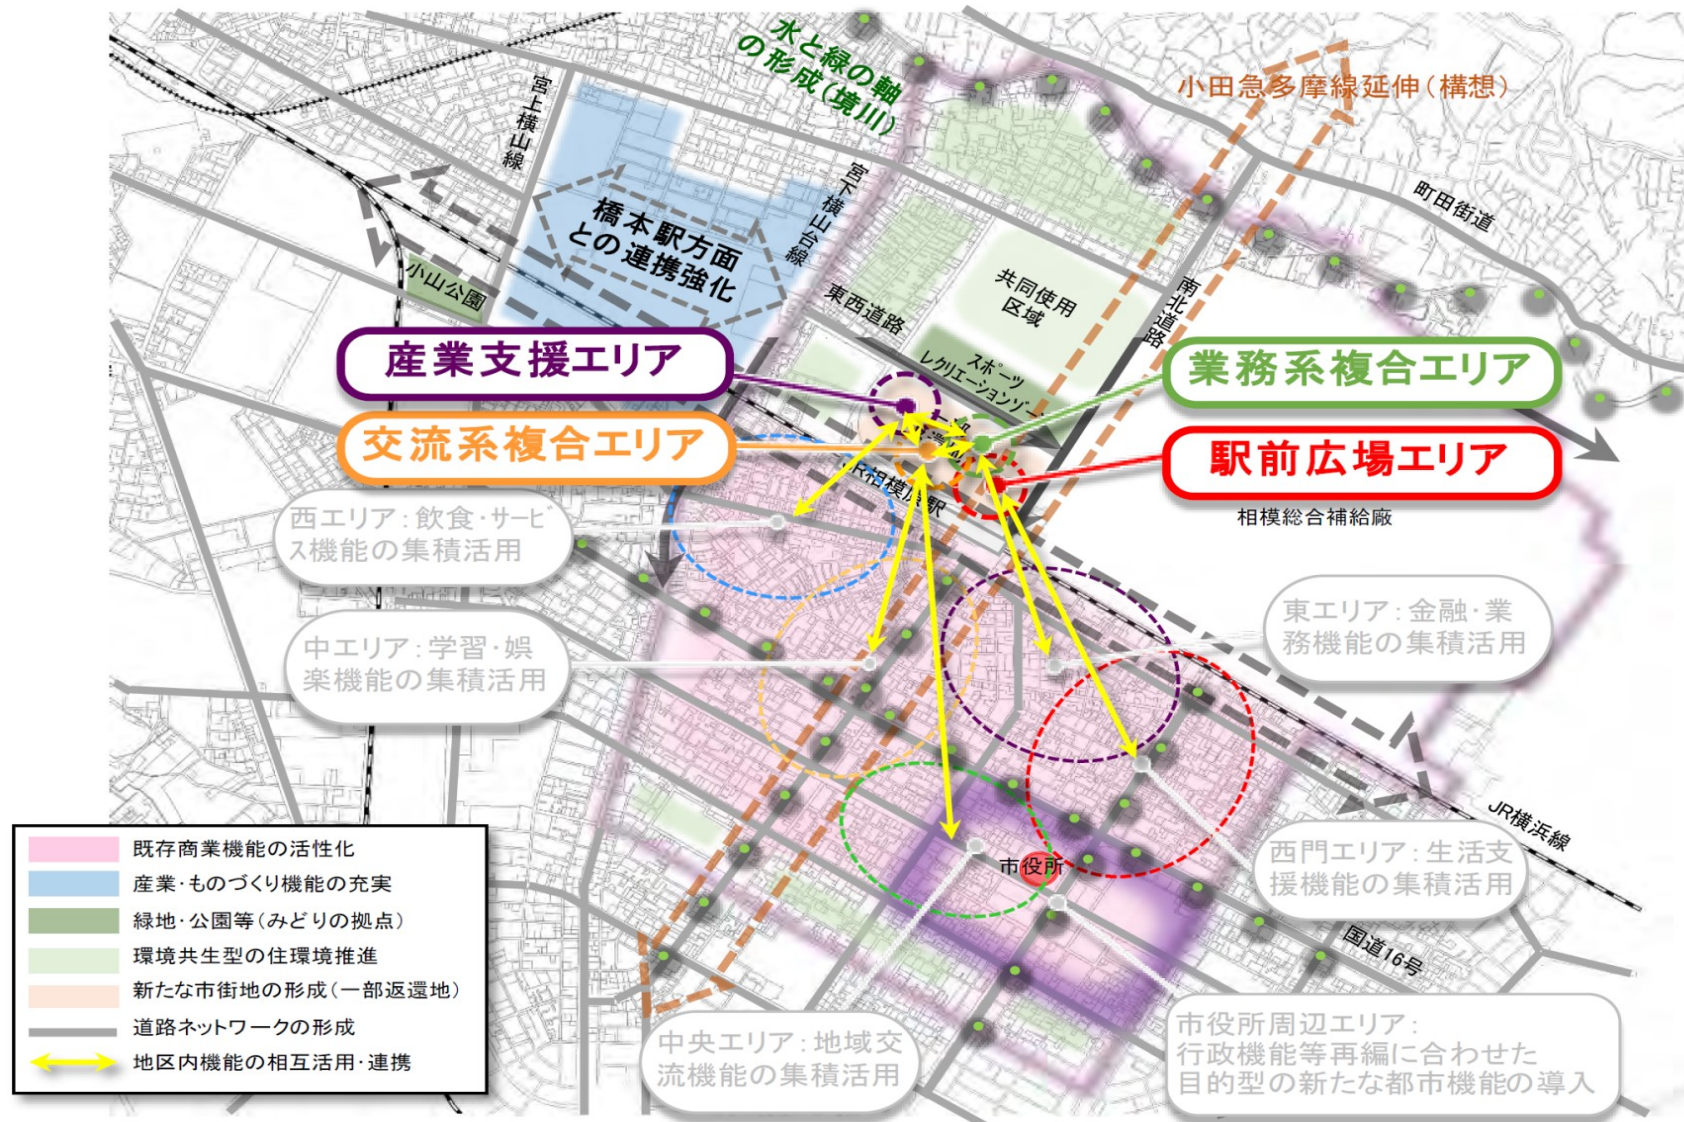 水と緑の軸
の形成(境川)
小田急多摩線延伸(構想)
宮上横山線
宮下横山台線
町田街道
橋本駅方面
との連携強化
小山公園
東西道路
共同使用
区域
南北道路
スポーツ
レクリエーションゾーン
産業支援エリア
業務系複合エリア
交流系複合エリア
駅前広場エリア
JR相模原駅
相模総合補給廠
西エリア:飲食・サービ
ス機能の集積活用
中エリア:学習・娯
楽機能の集積活用
東エリア:金融・業
務機能の集積活用
JR横浜線
西門エリア:生活支
援機能の集積活用
市役所
国道16号
中央エリア:地域交
流機能の集積活用
市役所周辺エリア:
行政機能等再編に合わせた
目的型の新たな都市機能の導入
既存商業機能の活性化
産業・ものづくり機能の充実
緑地・公園等(みどりの拠点)
環境共生型の住環境推進
新たな市街地の形成(一部返還地)
道路ネットワークの形成
地区内機能の相互活用・連携